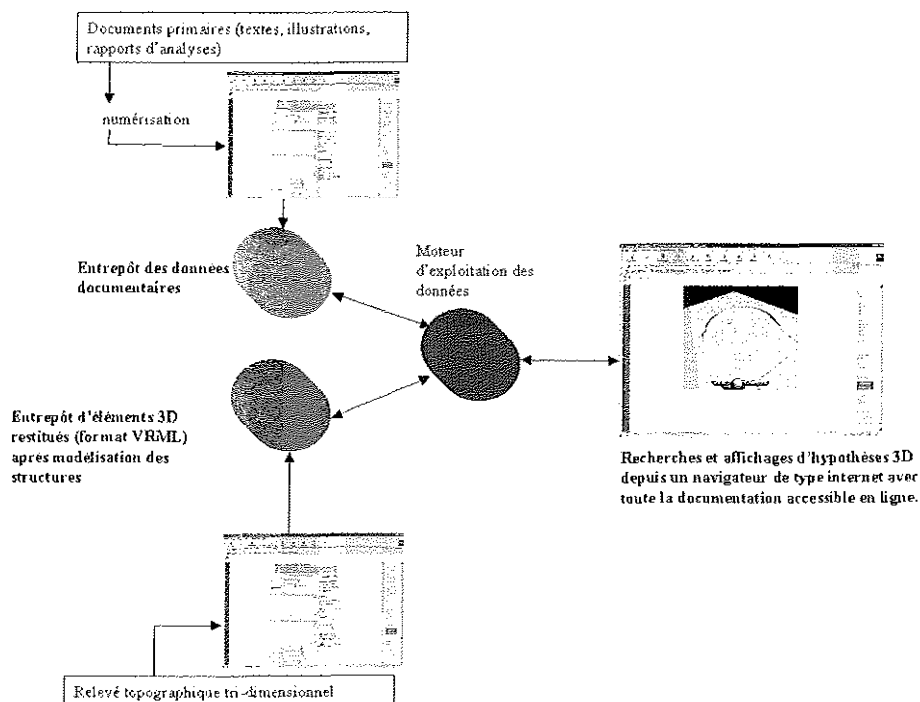 Documents primaires (textes, illustrations,
rapports d'analyses)
numérisation
Entrepôt des données
documentaires
Moteur
d'exploitation des
données
Entrepôt d'éléments 3D
restitués (format VRML)
après modélisation des
structures
Recherches et affichages d'hypothèses 3D
depuis un navigateur de type internet avec
toute la documentation accessible en ligne.
Relevé topographique tri-dimensionnel